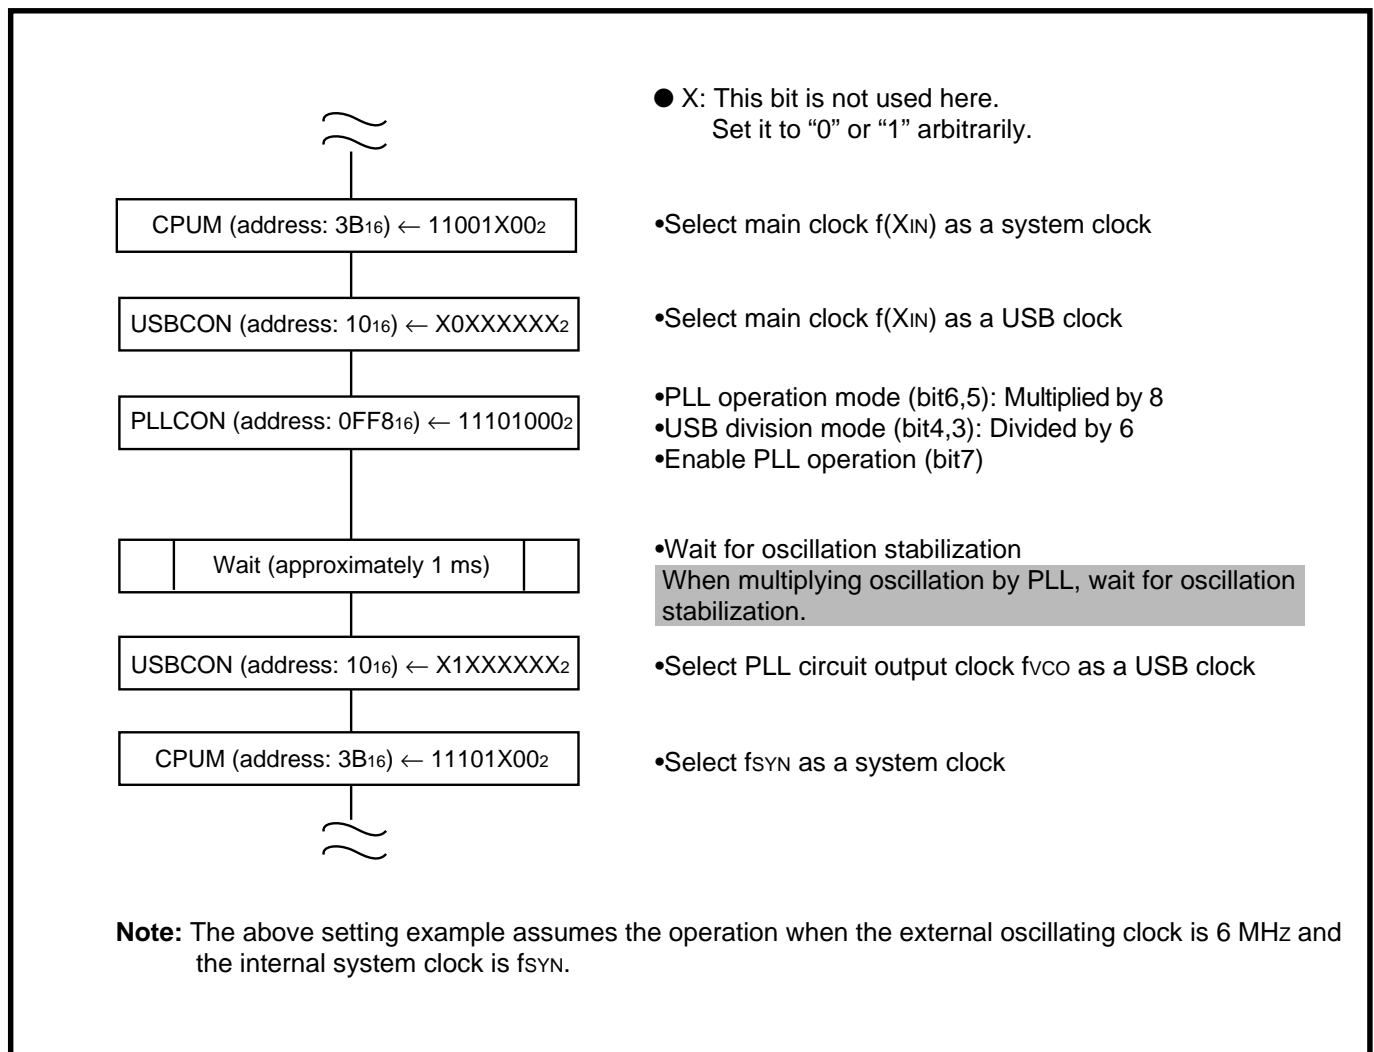 ● X: This bit is not used here.
Set it to “0” or “1” arbitrarily.
CPUM (address: 3B16) ← 11001X002
•Select main clock f(XIN) as a system clock
USBCON (address: 1016) ← X0XXXXXX2
•Select main clock f(XIN) as a USB clock
PLLCON (address: 0FF816) ← 111010002
•PLL operation mode (bit6,5): Multiplied by 8
•USB division mode (bit4,3): Divided by 6
•Enable PLL operation (bit7)
Wait (approximately 1 ms)
•Wait for oscillation stabilization
When multiplying oscillation by PLL, wait for oscillation
stabilization.
USBCON (address: 1016) ← X1XXXXXX2
•Select PLL circuit output clock fVCO as a USB clock
CPUM (address: 3B16) ← 11101X002
•Select fSYN as a system clock
Note: The above setting example assumes the operation when the external oscillating clock is 6 MHz and
the internal system clock is fSYN.